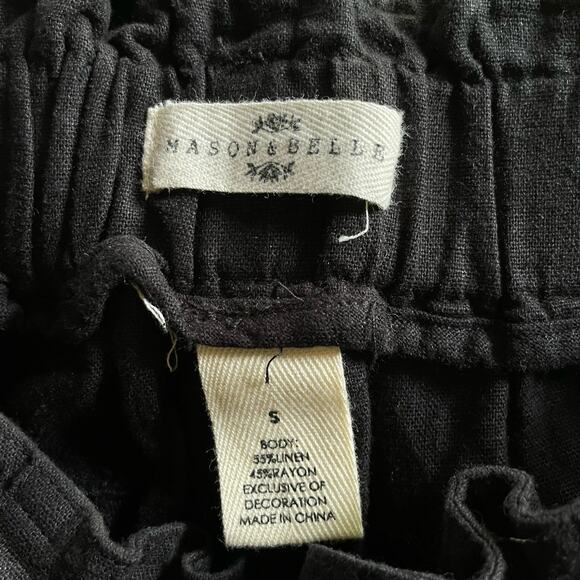 MASON & BELLE
S
BODY:
55%LINEN
45%RAYON
EXCLUSIVE OF
DECORATION
MADE IN CHINA